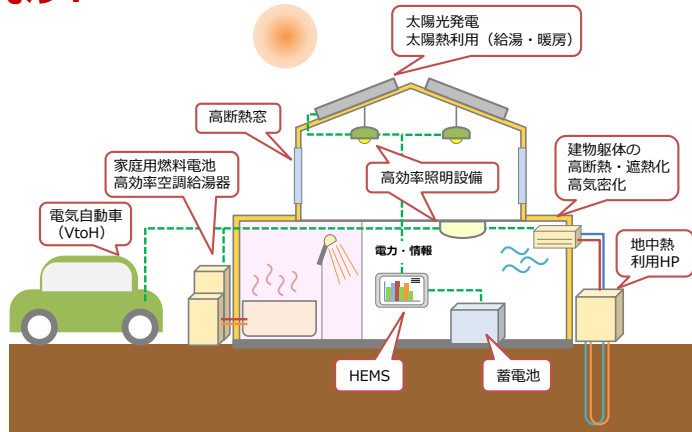 太陽光発電
太陽熱利用（給湯・暖房）
高断熱窓
建物躯体の
高断熱・遮熱化
高気密化
家庭用燃料電池
高効率空調給湯器
高効率照明設備
電気自動車
（VtoH）
地中熱
利用HP
電力・情報
HEMS
蓄電池